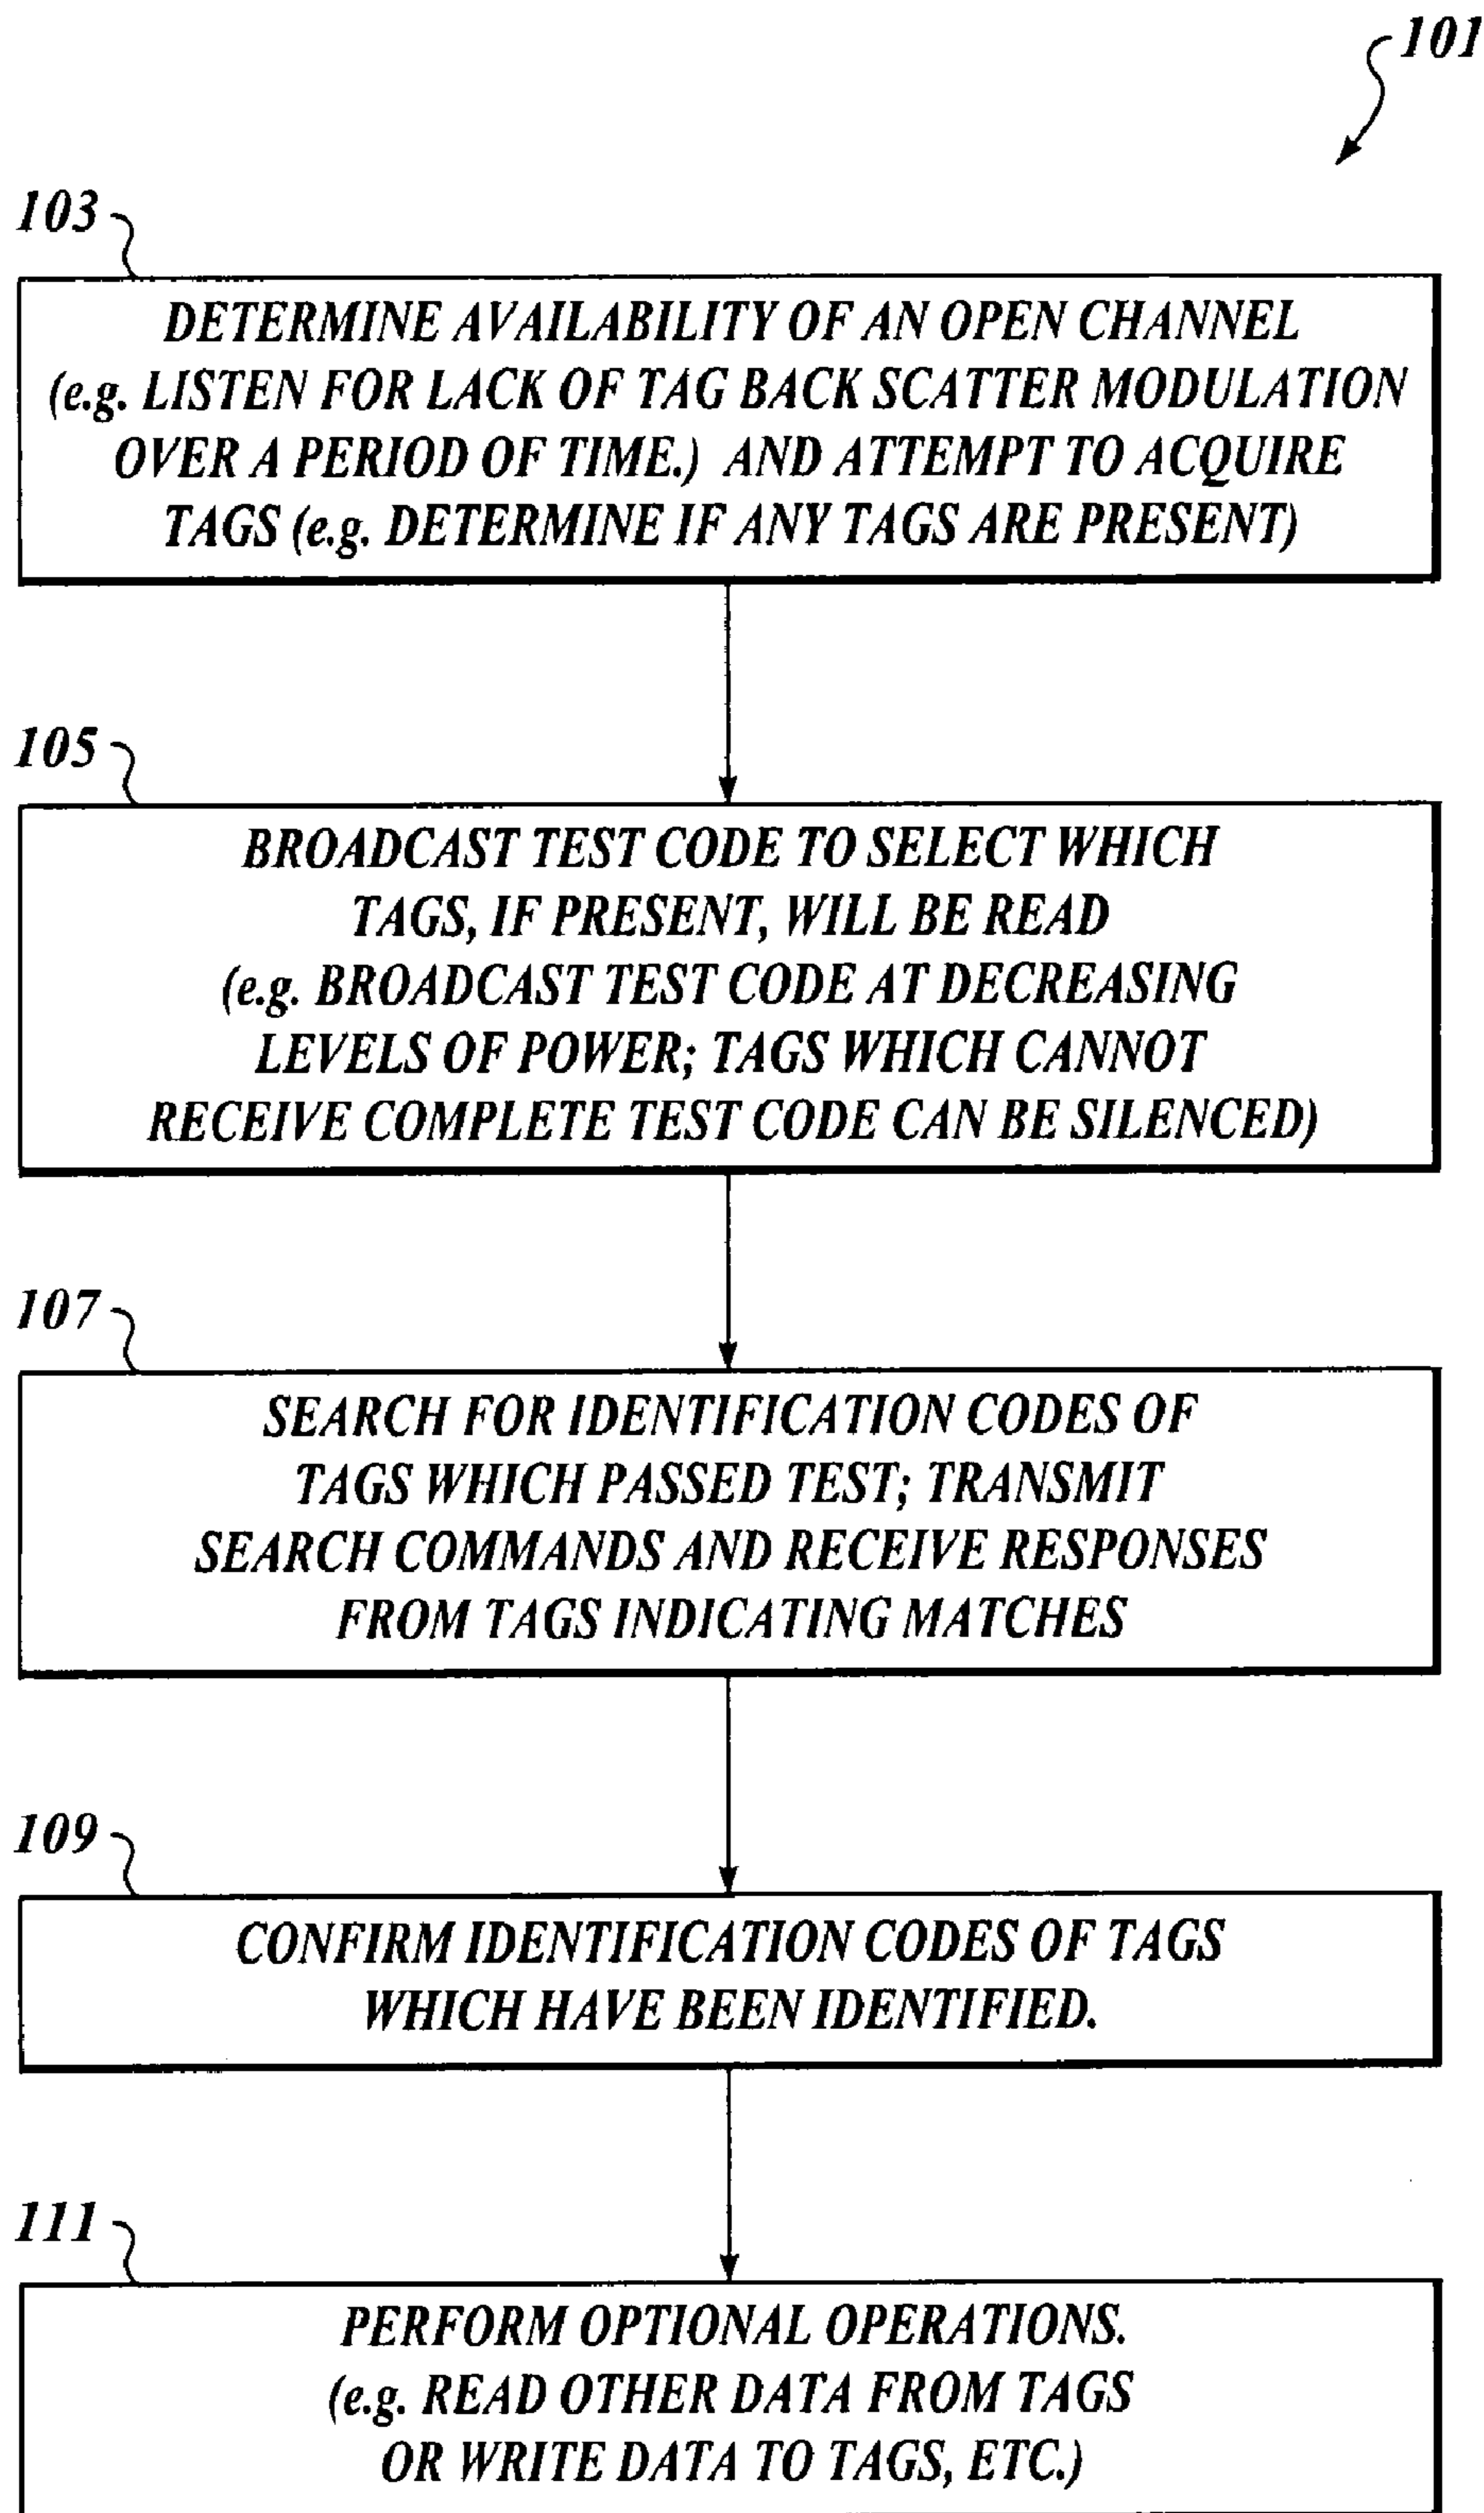 101
103
DETERMINE AVAILABILITY OF AN OPEN CHANNEL
(e.g. LISTEN FOR LACK OF TAG BACK SCATTER MODULATION
OVER A PERIOD OF TIME.) AND ATTEMPT TO ACQUIRE
TAGS (e.g. DETERMINE IF ANY TAGS ARE PRESENT)
105
BROADCAST TEST CODE TO SELECT WHICH
TAGS, IF PRESENT, WILL BE READ
(e.g. BROADCAST TEST CODE AT DECREASING
LEVELS OF POWER; TAGS WHICH CANNOT
RECEIVE COMPLETE TEST CODE CAN BE SILENCED)
107
SEARCH FOR IDENTIFICATION CODES OF
TAGS WHICH PASSED TEST; TRANSMIT
SEARCH COMMANDS AND RECEIVE RESPONSES
FROM TAGS INDICATING MATCHES
109
CONFIRM IDENTIFICATION CODES OF TAGS
WHICH HAVE BEEN IDENTIFIED.
111
PERFORM OPTIONAL OPERATIONS.
(e.g. READ OTHER DATA FROM TAGS
OR WRITE DATA TO TAGS, ETC.)